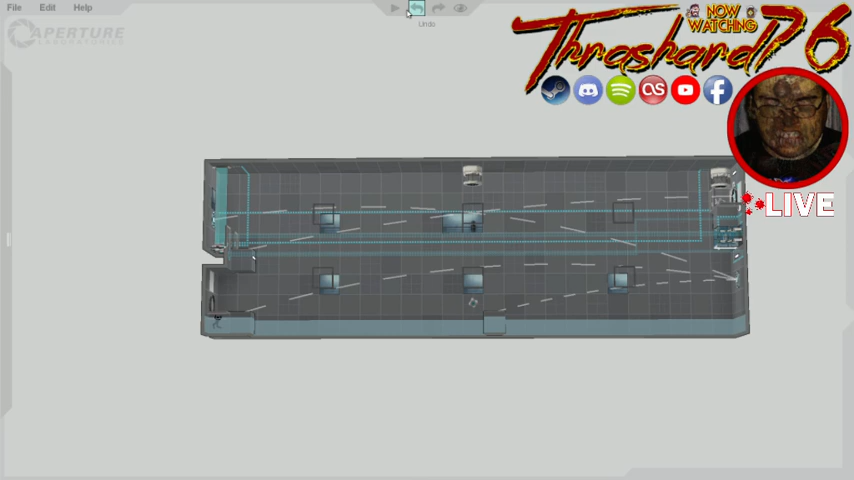 File Edit Help
Undo
APERTURE
LABORATORIES
NOW
WATCHING
Thrashard76
LIVE